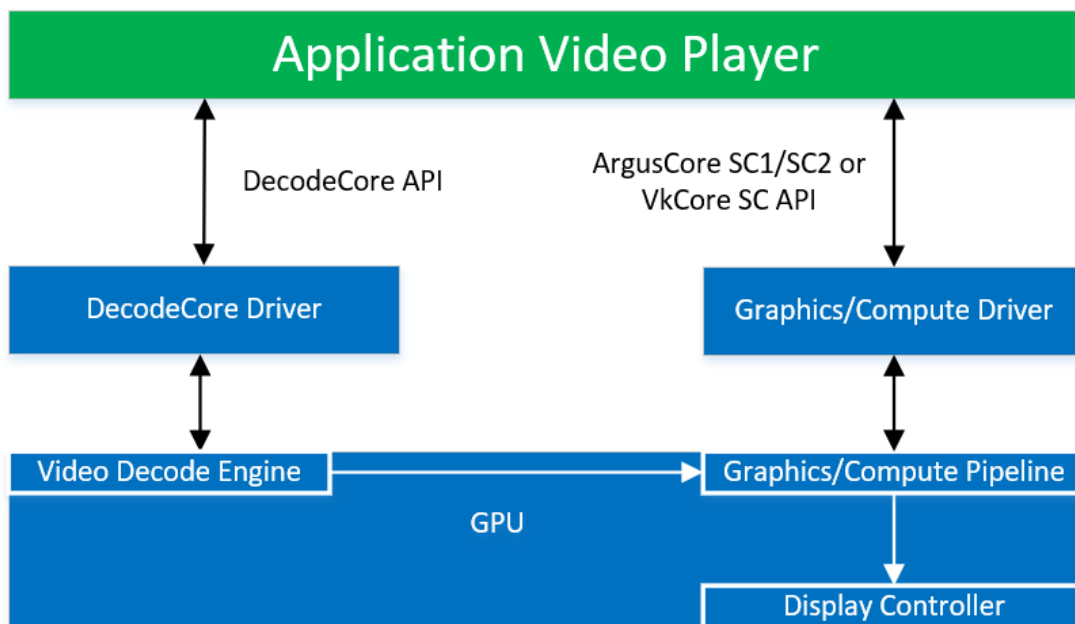 Application Video Player
DecodeCore API
ArgusCore SC1/SC2 or
VkCore SC API
DecodeCore Driver
Graphics/Compute Driver
Video Decode Engine
Graphics/Compute Pipeline
GPU
Display Controller